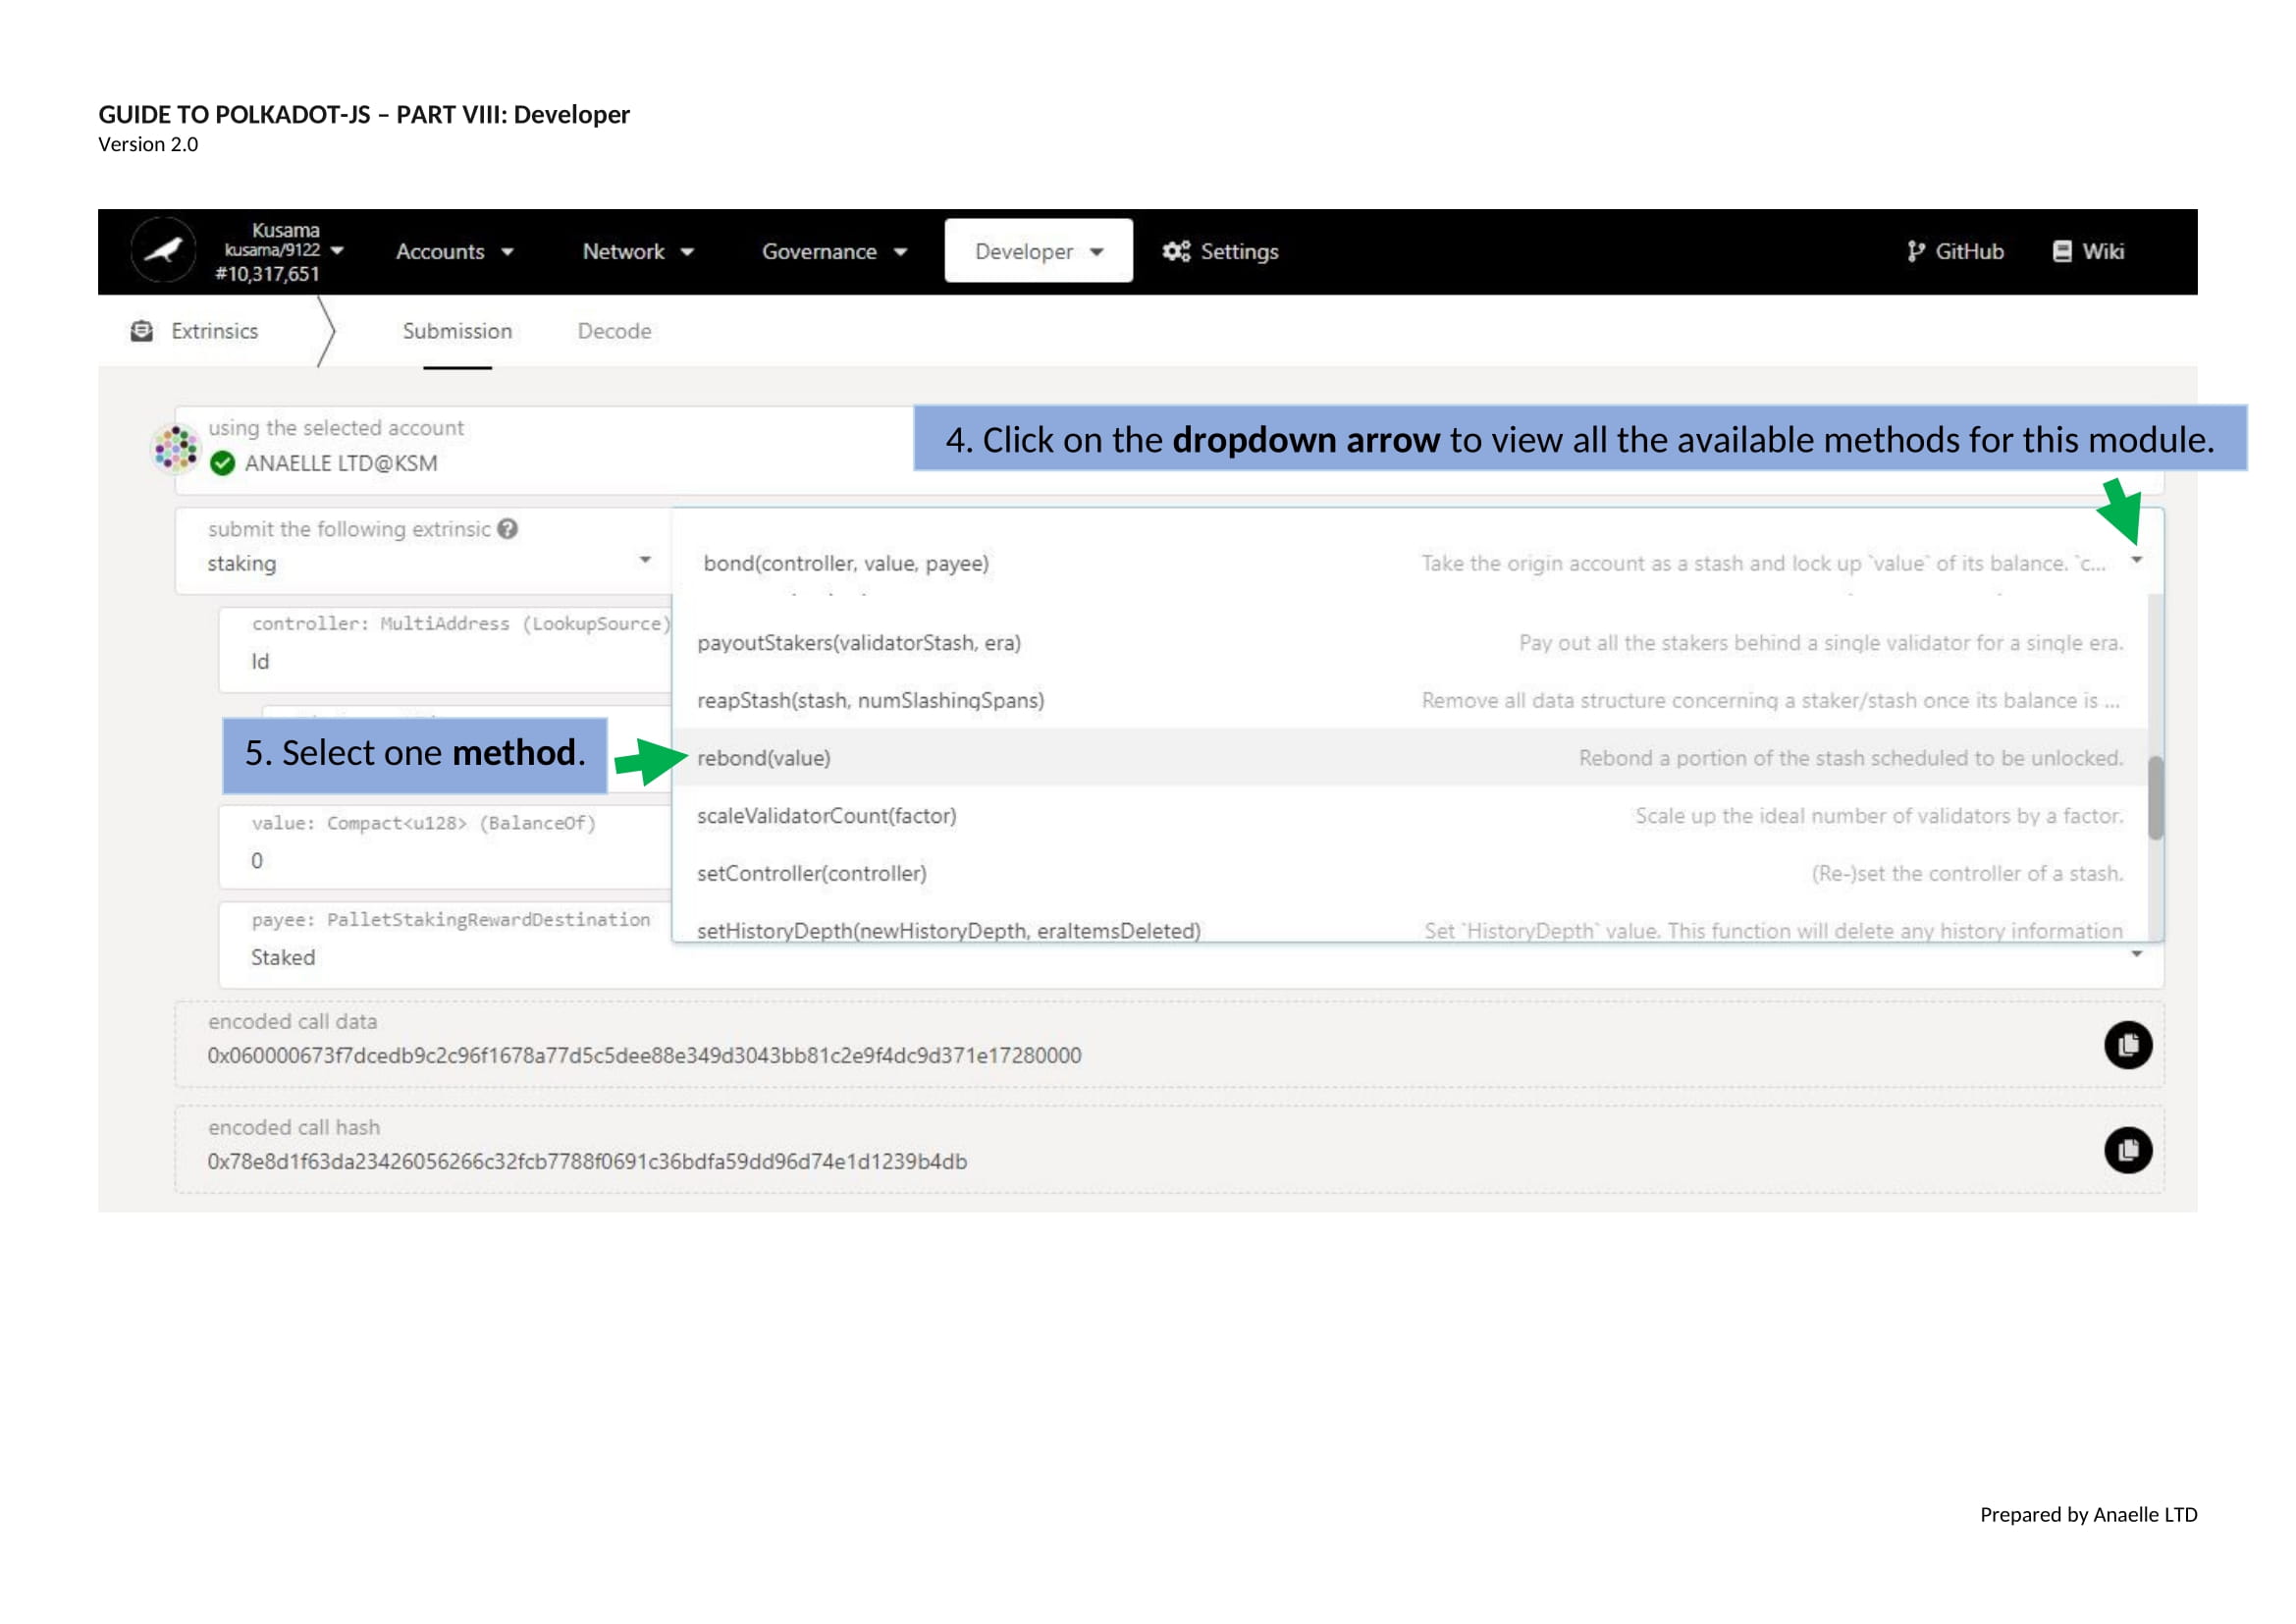 GUIDE TO POLKADOT-JS – PART VIII: Developer
Version 2.0
Kusama
kusama/9122
#10,317,651
Accounts
Network
Governance
Developer
Settings
GitHub
Wiki
Extrinsics
Submission
Decode
using the selected account
ANAELLE LTD@KSM
4. Click on the dropdown arrow to view all the available methods for this module.
submit the following extrinsic
staking
bond(controller, value, payee) Take the origin account as a stash and lock up `value` of its balance. `c...
controller: MultiAddress (LookupSource)
Id
payoutStakers(validatorStash, era) Pay out all the stakers behind a single validator for a single era.
reapStash(stash, numSlashingSpans) Remove all data structure concerning a staker/stash once its balance is ...
5. Select one method.
rebond(value) Rebond a portion of the stash scheduled to be unlocked.
scaleValidatorCount(factor) Scale up the ideal number of validators by a factor.
setController(controller) (Re-)set the controller of a stash.
setHistoryDepth(newHistoryDepth, eraItemsDeleted) Set `HistoryDepth` value. This function will delete any history information
value: Compact<u128> (BalanceOf)
0
payee: PalletStakingRewardDestination
Staked
encoded call data
0x060000673f7dcedb9c2c96f1678a77d5c5dee88e349d3043bb81c2e9f4dc9d371e17280000
encoded call hash
0x78e8d1f63da23426056266c32fcb7788f0691c36bdfa59dd96d74e1d1239b4db
Prepared by Anaelle LTD